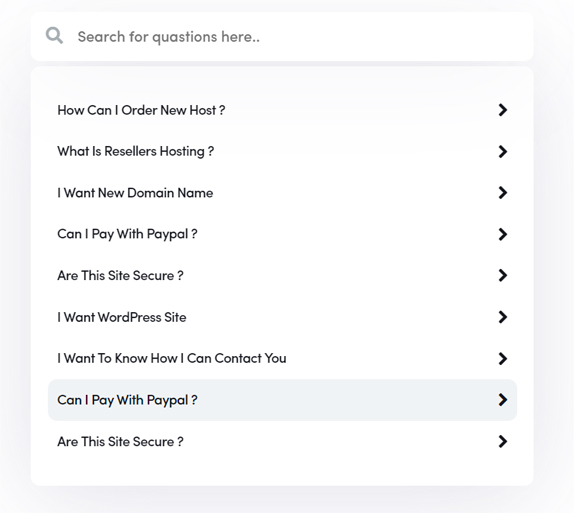 Search for quastions here..
How Can I Order New Host ?
What Is Resellers Hosting ?
I Want New Domain Name
Can I Pay With Paypal ?
Are This Site Secure ?
I Want WordPress Site
I Want To Know How I Can Contact You
Can I Pay With Paypal ?
Are This Site Secure ?